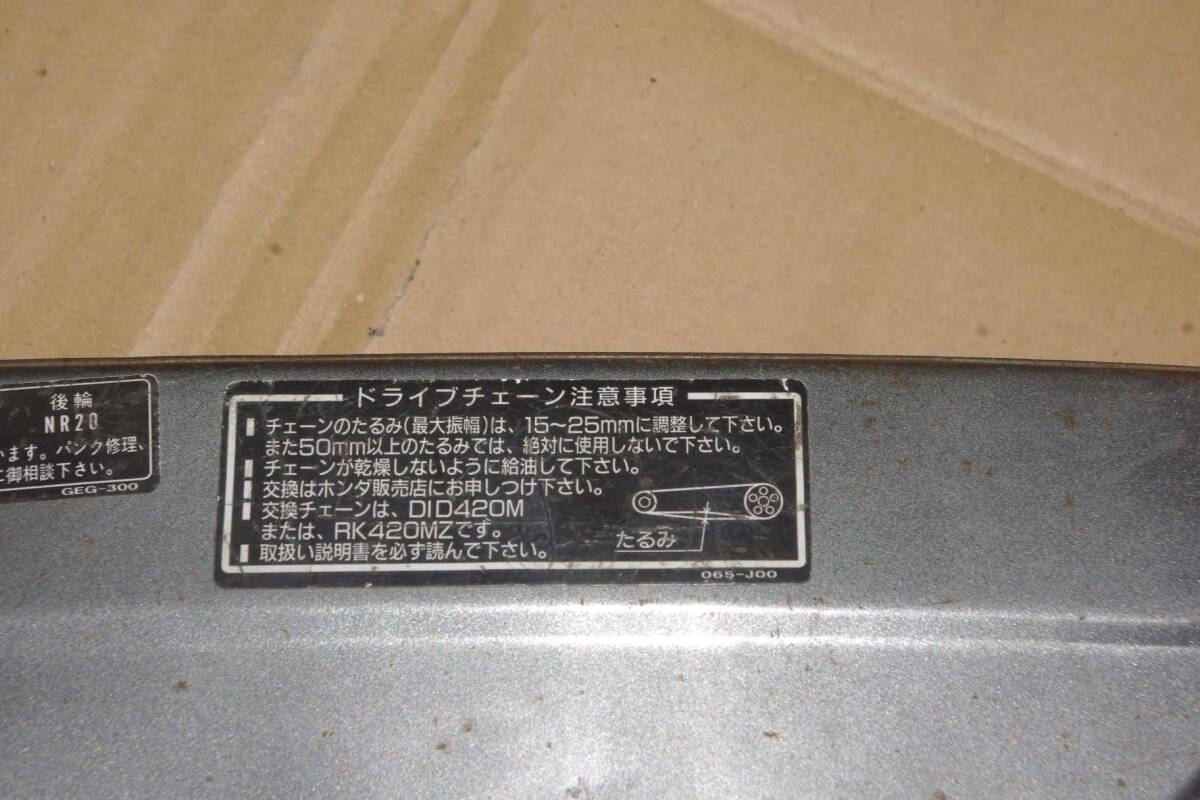 後輪
NR20
います。パンク修理、
に御相談下さい。
GEG-300
ドライブチェーン注意事項
チェーンのたるみ(最大振幅)は、15~25mmに調整して下さい。
また50mm以上のたるみでは、絶対に使用しないで下さい。
チェーンが乾燥しないように給油して下さい。
交換はホンダ販売店にお申しつけ下さい。
交換チェーンは、DID420M
または、RK420MZです。
取扱い説明書を必ず読んで下さい。
たるみ
065-J00